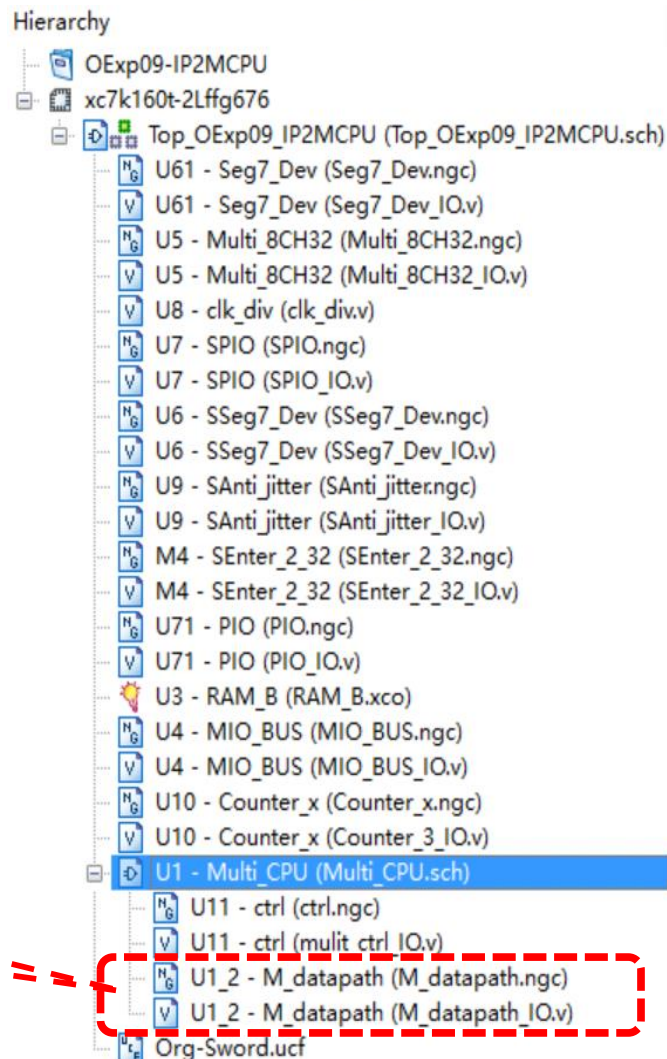 Hierarchy
OExp09-IP2MCPU
xc7k160t-2Lffg676
Top_OExp09_IP2MCPU (Top_OExp09_IP2MCPU.sch)
U61 - Seg7_Dev (Seg7_Dev.ngc)
U61 - Seg7_Dev (Seg7_Dev_IO.v)
U5 - Multi_8CH32 (Multi_8CH32.ngc)
U5 - Multi_8CH32 (Multi_8CH32_IO.v)
U8 - clk_div (clk_div.v)
U7 - SPIO (SPIO.ngc)
U7 - SPIO (SPIO_IO.v)
U6 - SSeg7_Dev (SSeg7_Dev.ngc)
U6 - SSeg7_Dev (SSeg7_Dev_IO.v)
U9 - SAnti_jitter (SAnti_jitter.ngc)
U9 - SAnti_jitter (SAnti_jitter_IO.v)
M4 - SEnter_2_32 (SEnter_2_32.ngc)
M4 - SEnter_2_32 (SEnter_2_32_IO.v)
U71 - PIO (PIO.ngc)
U71 - PIO (PIO_IO.v)
U3 - RAM_B (RAM_B.xco)
U4 - MIO_BUS (MIO_BUS.ngc)
U4 - MIO_BUS (MIO_BUS_IO.v)
U10 - Counter_x (Counter_x.ngc)
U10 - Counter_x (Counter_3_IO.v)
U1 - Multi_CPU (Multi_CPU.sch)
U11 - ctrl (ctrl.ngc)
U11 - ctrl (mulit_ctrl_IO.v)
U1_2 - M_datapath (M_datapath.ngc)
U1_2 - M_datapath (M_datapath_IO.v)
Org-Sword.ucf